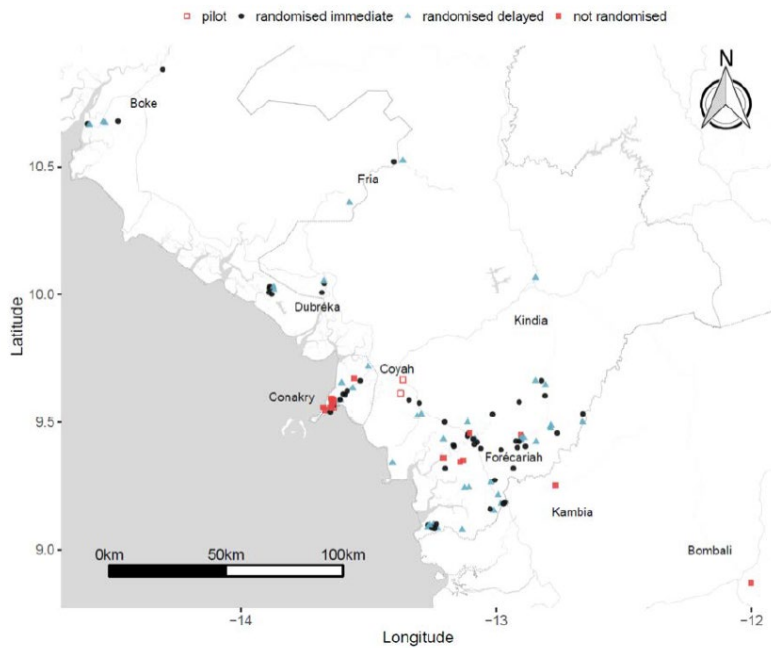 pilot randomised immediate randomised delayed not randomised
N
Boke
10.5
Fria
Latitude
10.0
Dubréka
Kindia
Coyah
Conakry
9.5
Forécariah
Kambia
9.0
Bombali
0km 50km 100km
−14 −13 −12
Longitude